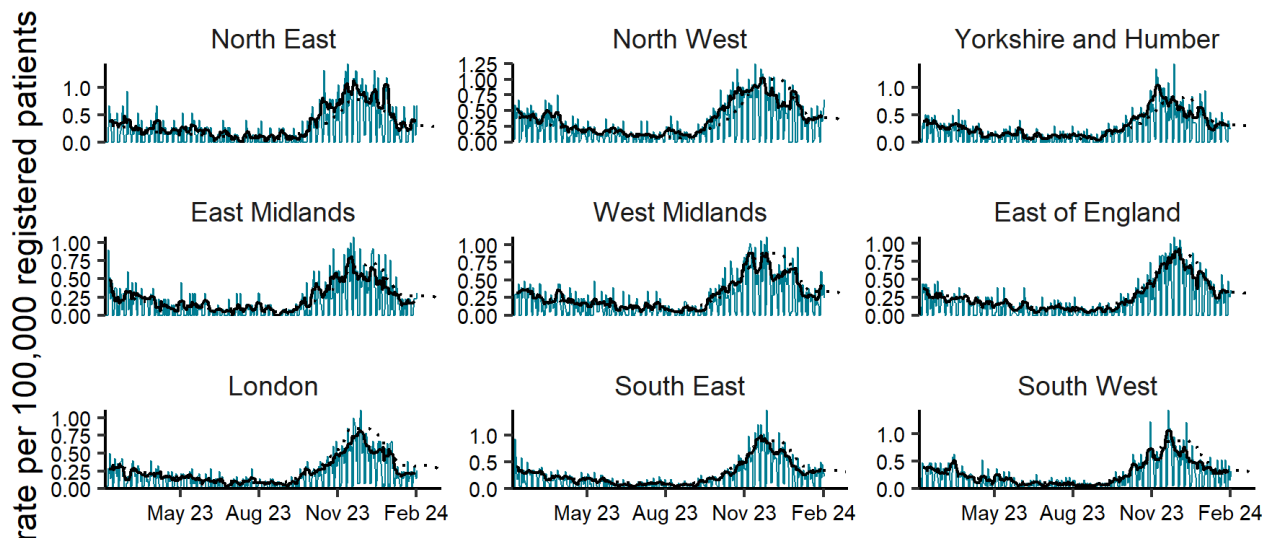 rate per 100,000 registered patients
North East
North West
Yorkshire and Humber
1.0
0.5
0.0
1.25
1.00
0.75
0.50
0.25
0.00
1.0
0.5
0.0
East Midlands
West Midlands
East of England
1.00
0.75
0.50
0.25
0.00
1.00
0.75
0.50
0.25
0.00
1.00
0.75
0.50
0.25
0.00
London
South East
South West
1.00
0.75
0.50
0.25
0.00
1.0
0.5
0.0
1.0
0.5
0.0
May 23 Aug 23 Nov 23 Feb 24
May 23 Aug 23 Nov 23 Feb 24
May 23 Aug 23 Nov 23 Feb 24